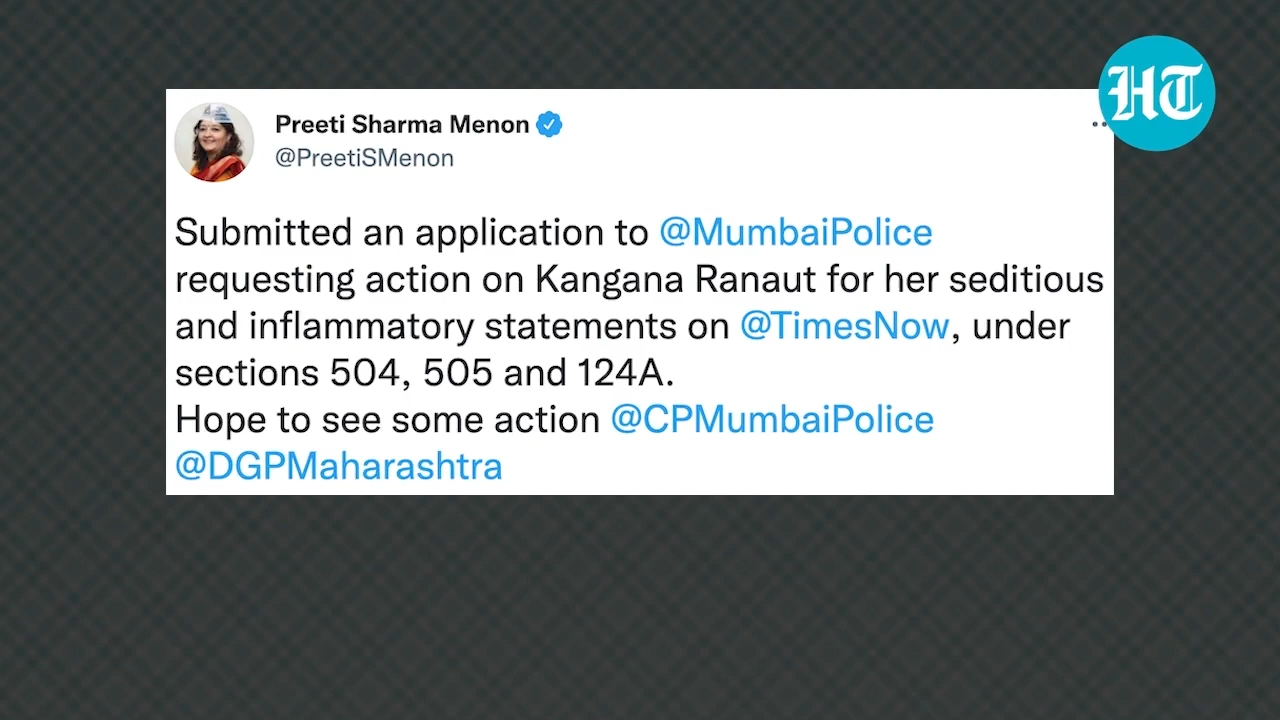 HT
Preeti Sharma Menon
@PreetiSMenon
Submitted an application to @MumbaiPolice
requesting action on Kangana Ranaut for her seditious
and inflammatory statements on @TimesNow, under
sections 504, 505 and 124A.
Hope to see some action @CPMumbaiPolice
@DGPMaharashtra